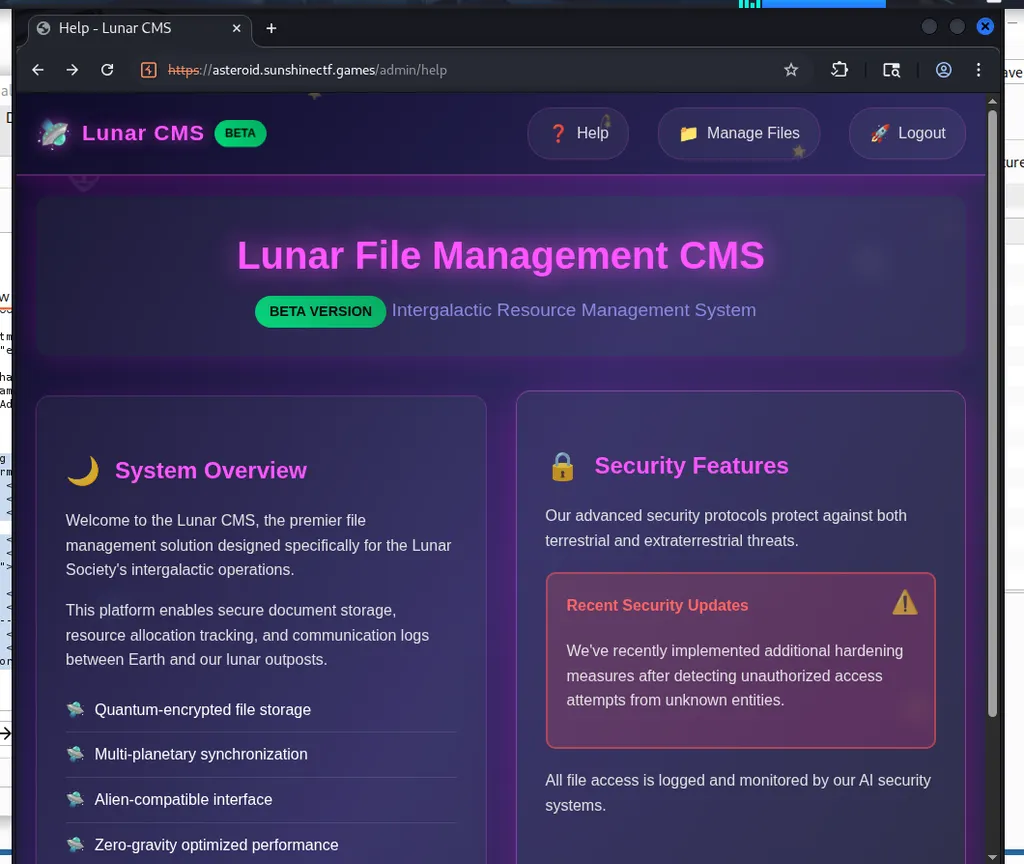 Help - Lunar CMS
https://asteroid.sunshinectf.games/admin/help
Lunar CMS BETA
Help
Manage Files
Logout
Lunar File Management CMS
BETA VERSION Intergalactic Resource Management System
System Overview
Welcome to the Lunar CMS, the premier file
management solution designed specifically for the Lunar
Society's intergalactic operations.
This platform enables secure document storage,
resource allocation tracking, and communication logs
between Earth and our lunar outposts.
Quantum-encrypted file storage
Multi-planetary synchronization
Alien-compatible interface
Zero-gravity optimized performance
Security Features
Our advanced security protocols protect against both
terrestrial and extraterrestrial threats.
Recent Security Updates
We've recently implemented additional hardening
measures after detecting unauthorized access
attempts from unknown entities.
All file access is logged and monitored by our AI security
systems.